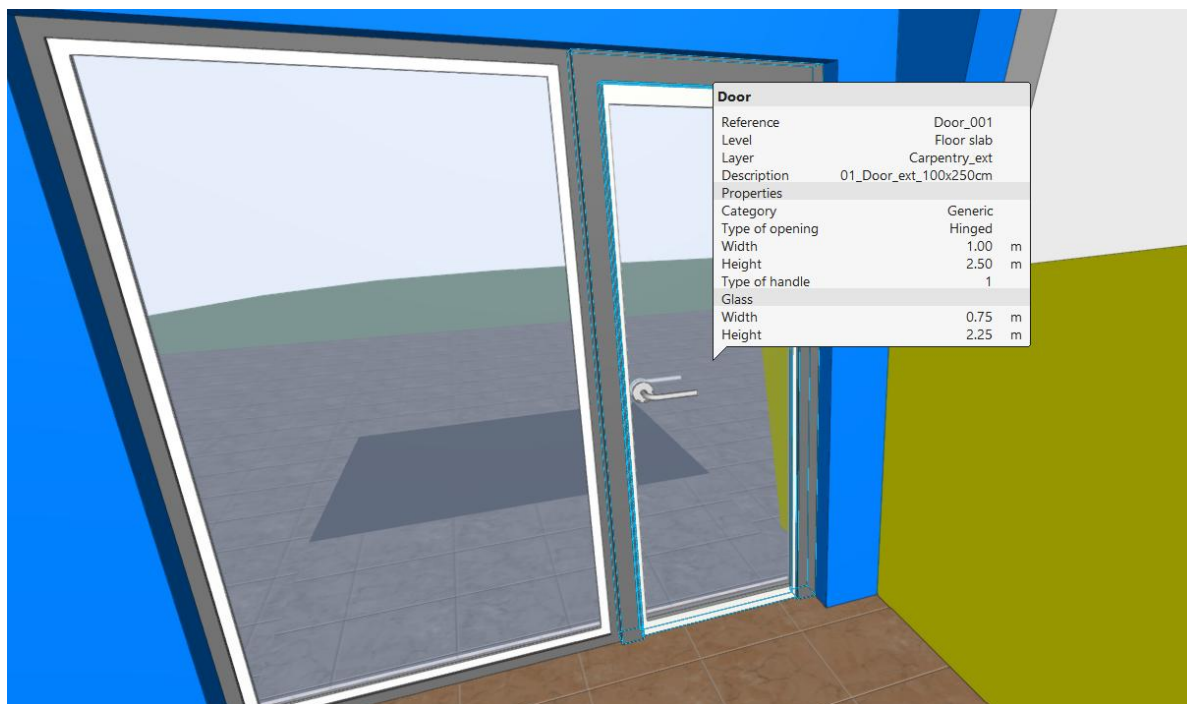 Door
Reference Door_001
Level Floor slab
Layer Carpentry_ext
Description 01_Door_ext_100x250cm
Properties
Category Generic
Type of opening Hinged
Width 1.00 m
Height 2.50 m
Type of handle 1
Glass
Width 0.75 m
Height 2.25 m